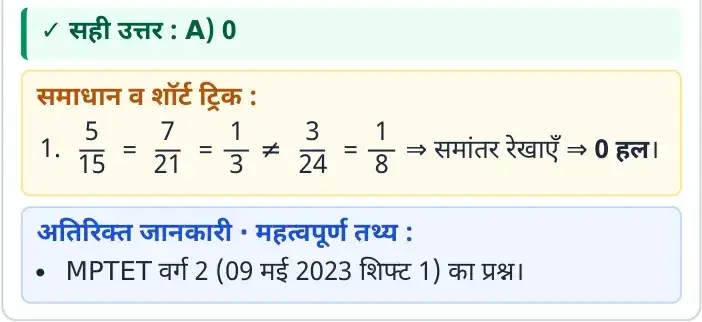 ✓ सही उत्तर : A) 0
समाधान व शॉर्ट ट्रिक :
1. 5/15 = 7/21 = 1/3 ≠ 3/24 = 1/8 ⇒ समांतर रेखाएँ ⇒ 0 हल।
अतिरिक्त जानकारी · महत्वपूर्ण तथ्य :
• MPTET वर्ग 2 (09 मई 2023 शिफ्ट 1) का प्रश्न।